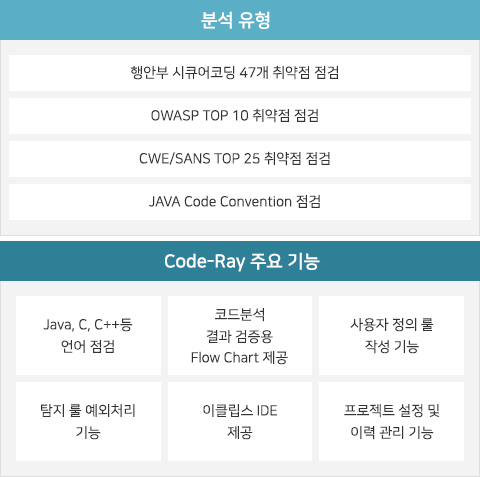 분석 유형
행안부 시큐어코딩 47개 취약점 점검
OWASP TOP 10 취약점 점검
CWE/SANS TOP 25 취약점 점검
JAVA Code Convention 점검
Code-Ray 주요 기능
Java, C, C++등
언어 점검
코드분석
결과 검증용
Flow Chart 제공
사용자 정의 룰
작성 기능
탐지 룰 예외처리
기능
이클립스 IDE
제공
프로젝트 설정 및
이력 관리 기능